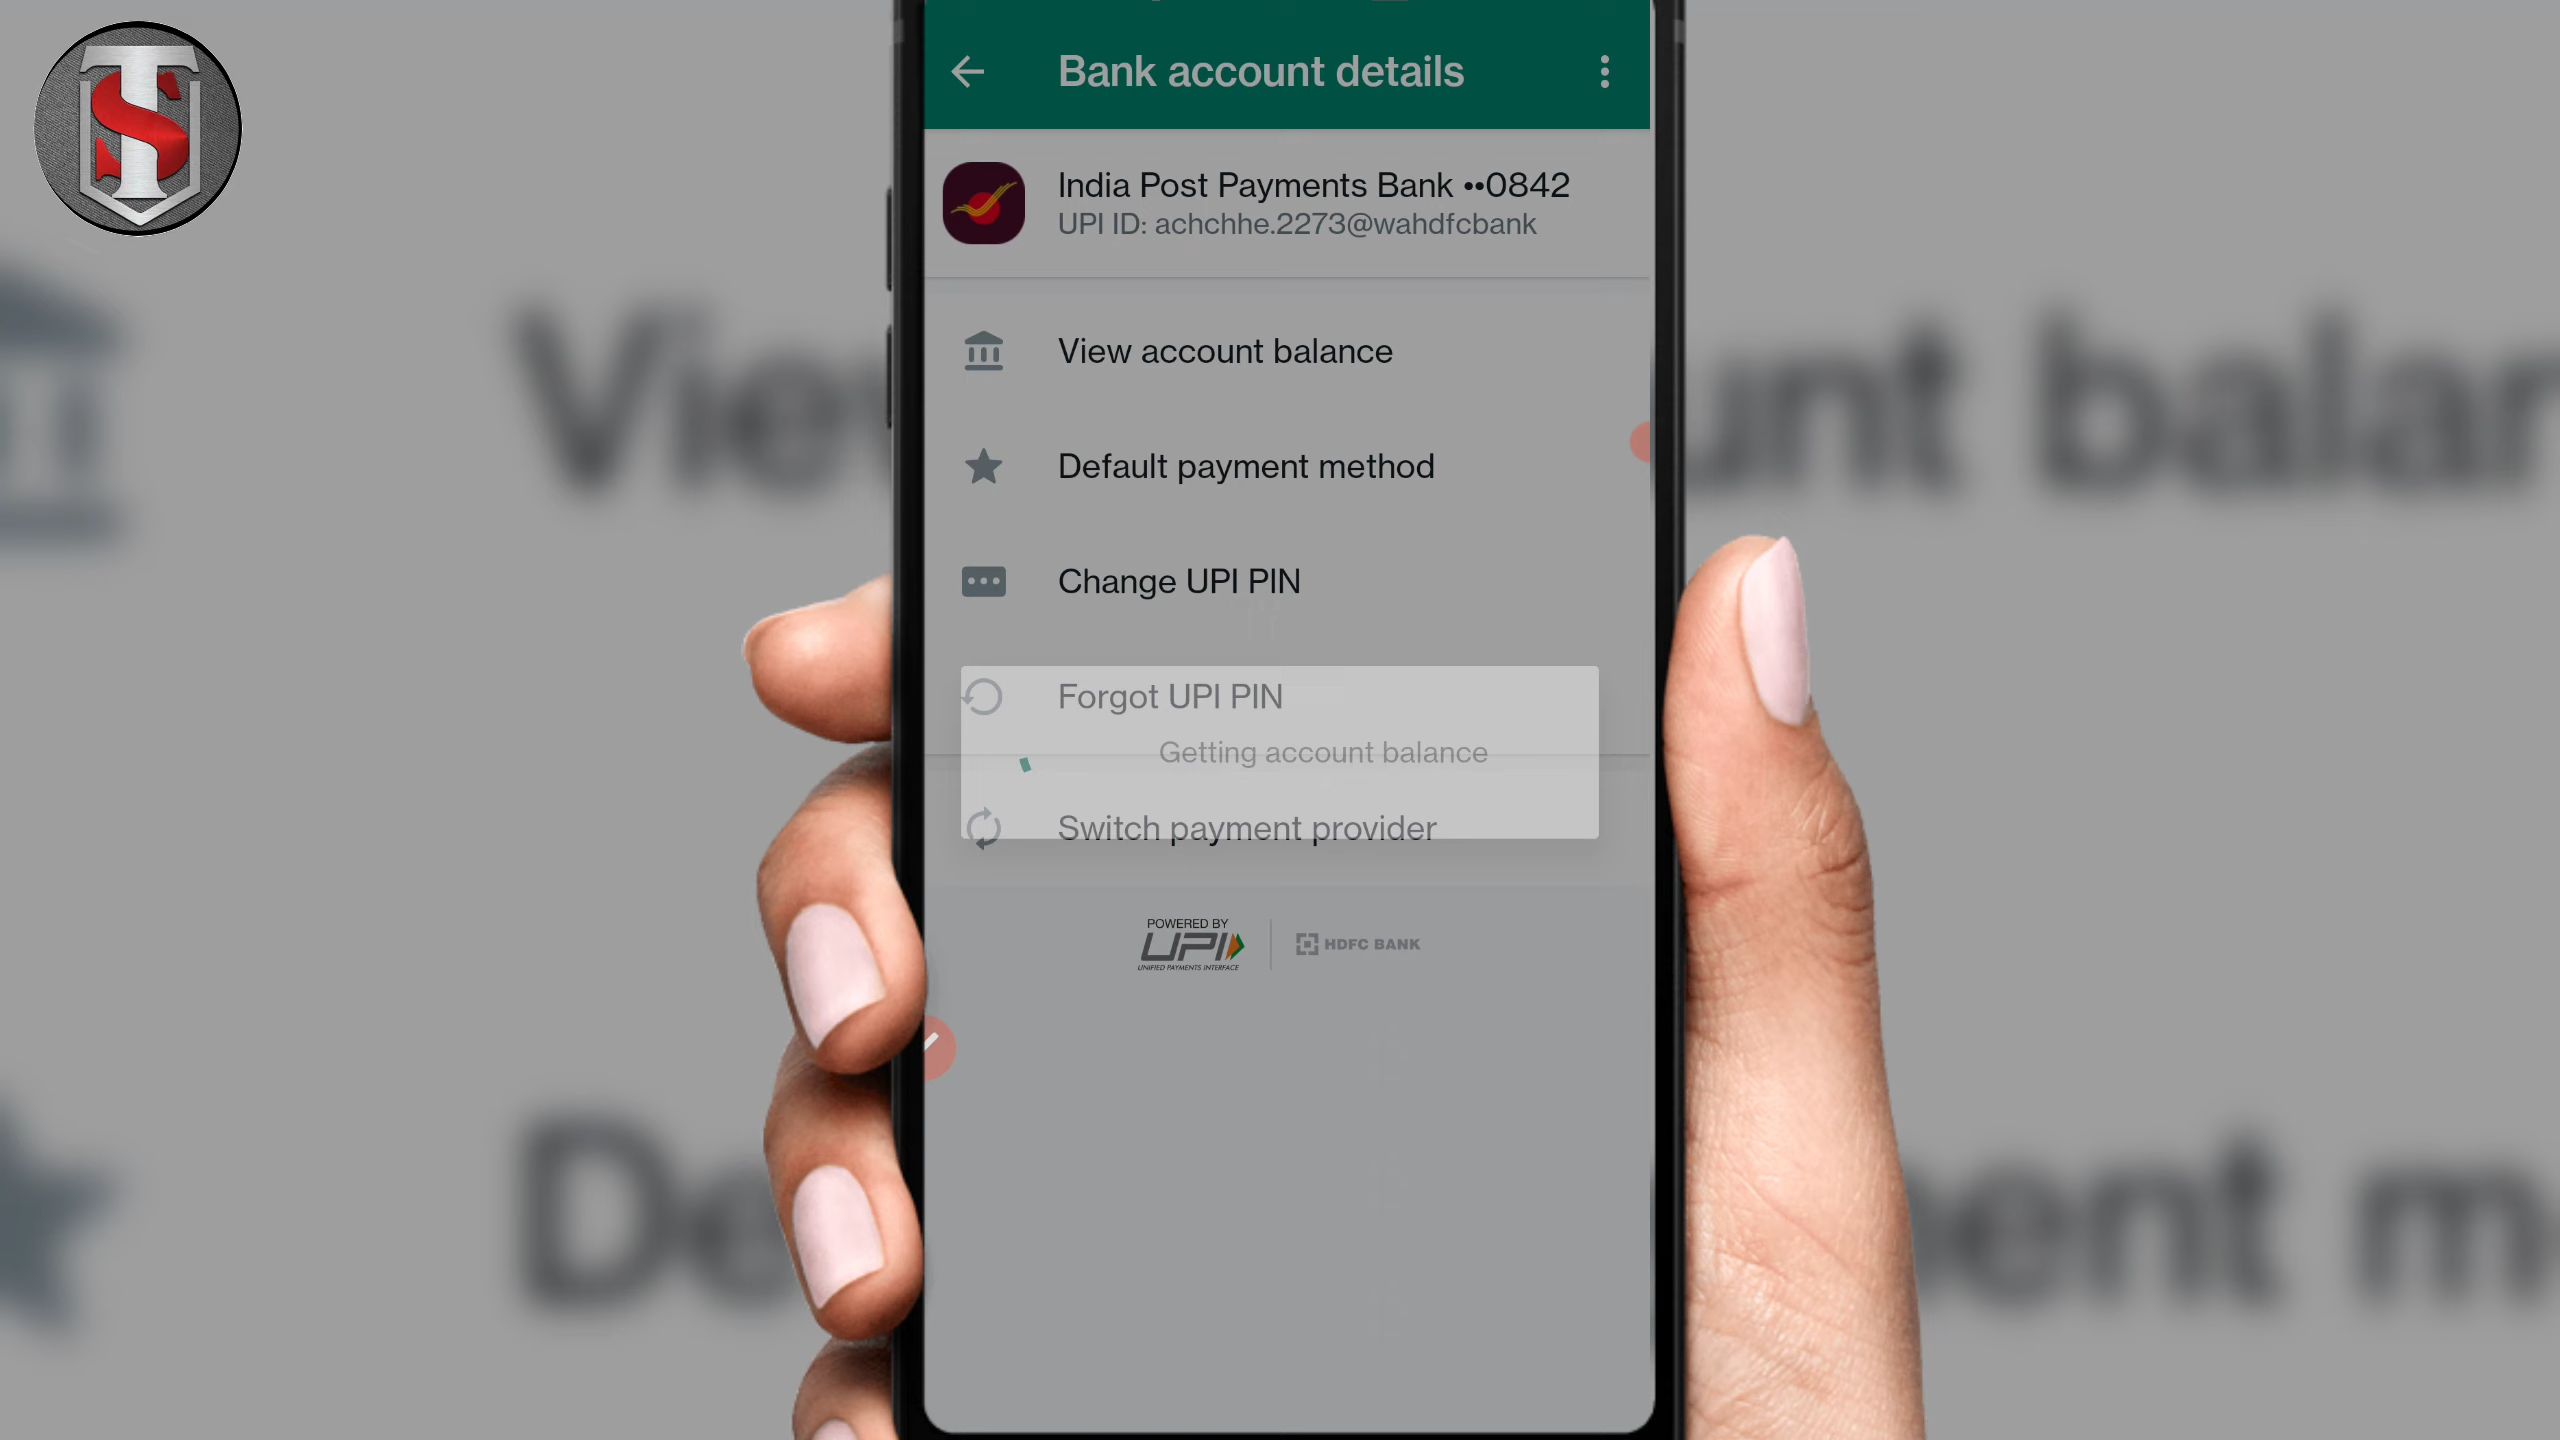 TS
Bank account details
India Post Payments Bank ••0842
UPI ID: achchhe.2273@wahdfcbank
View account balance
Default payment method
Change UPI PIN
Forgot UPI PIN
Getting account balance
Switch payment provider
POWERED BY
UPI
UNIFIED PAYMENTS INTERFACE
HDFC BANK